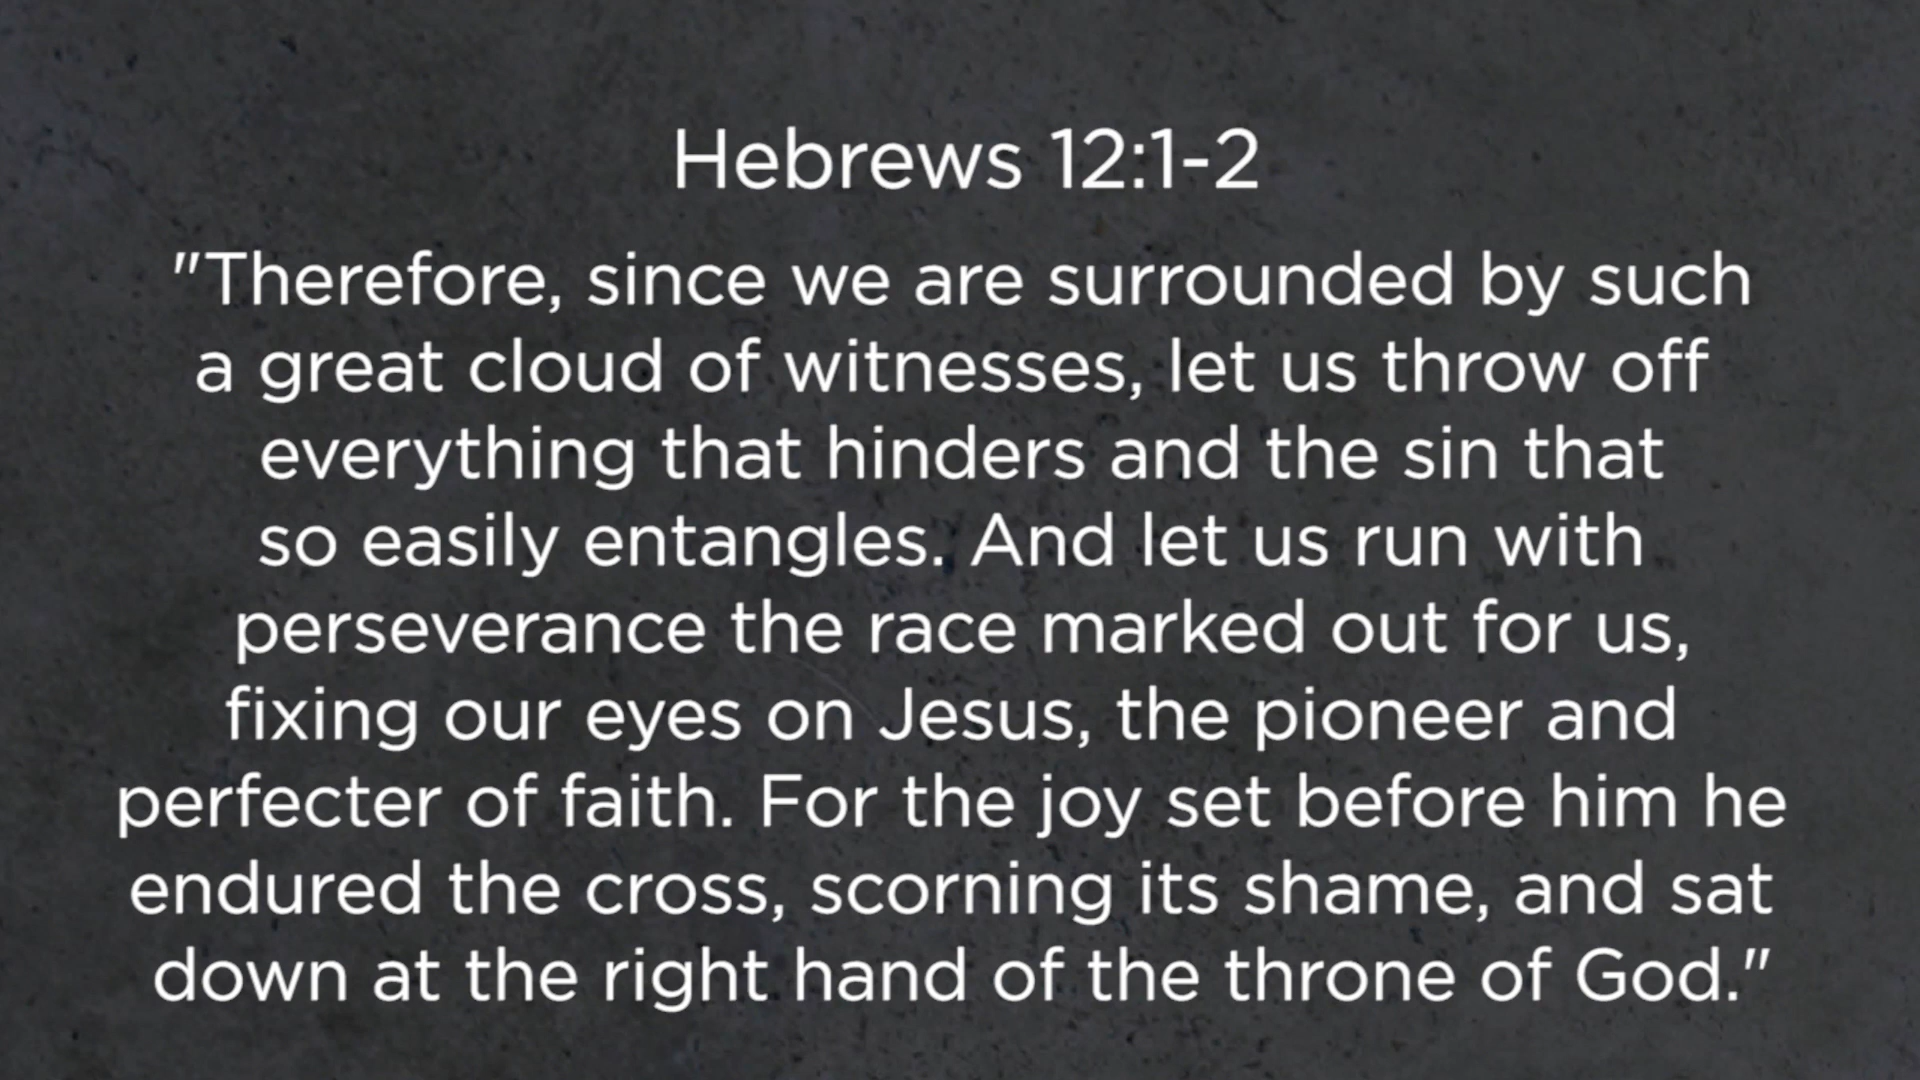 Hebrews 12:1-2
"Therefore, since we are surrounded by such
a great cloud of witnesses, let us throw off
everything that hinders and the sin that
so easily entangles. And let us run with
perseverance the race marked out for us,
fixing our eyes on Jesus, the pioneer and
perfecter of faith. For the joy set before him he
endured the cross, scorning its shame, and sat
down at the right hand of the throne of God."